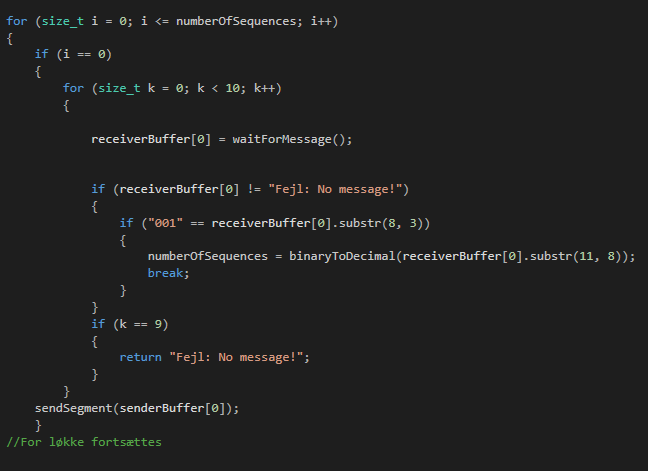 for (size_t i = 0; i <= numberOfSequences; i++)
{
    if (i == 0)
    {
        for (size_t k = 0; k < 10; k++)
        {

            receiverBuffer[0] = waitForMessage();


            if (receiverBuffer[0] != "Fejl: No message!")
            {
                if ("001" == receiverBuffer[0].substr(8, 3))
                {
                    numberOfSequences = binaryToDecimal(receiverBuffer[0].substr(11, 8));
                    break;
                }
            }
            if (k == 9)
            {
                return "Fejl: No message!";
            }
        }
    sendSegment(senderBuffer[0]);
    }
//For løkke fortsættes